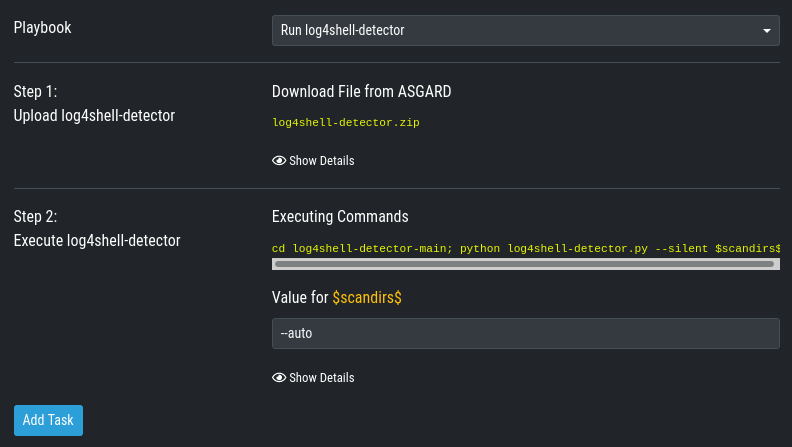 Playbook
Run log4shell-detector
Step 1:
Upload log4shell-detector
Download File from ASGARD
log4shell-detector.zip
Show Details
Step 2:
Execute log4shell-detector
Executing Commands
cd log4shell-detector-main; python log4shell-detector.py --silent $scandirs$
Value for $scandirs$
--auto
Show Details
Add Task